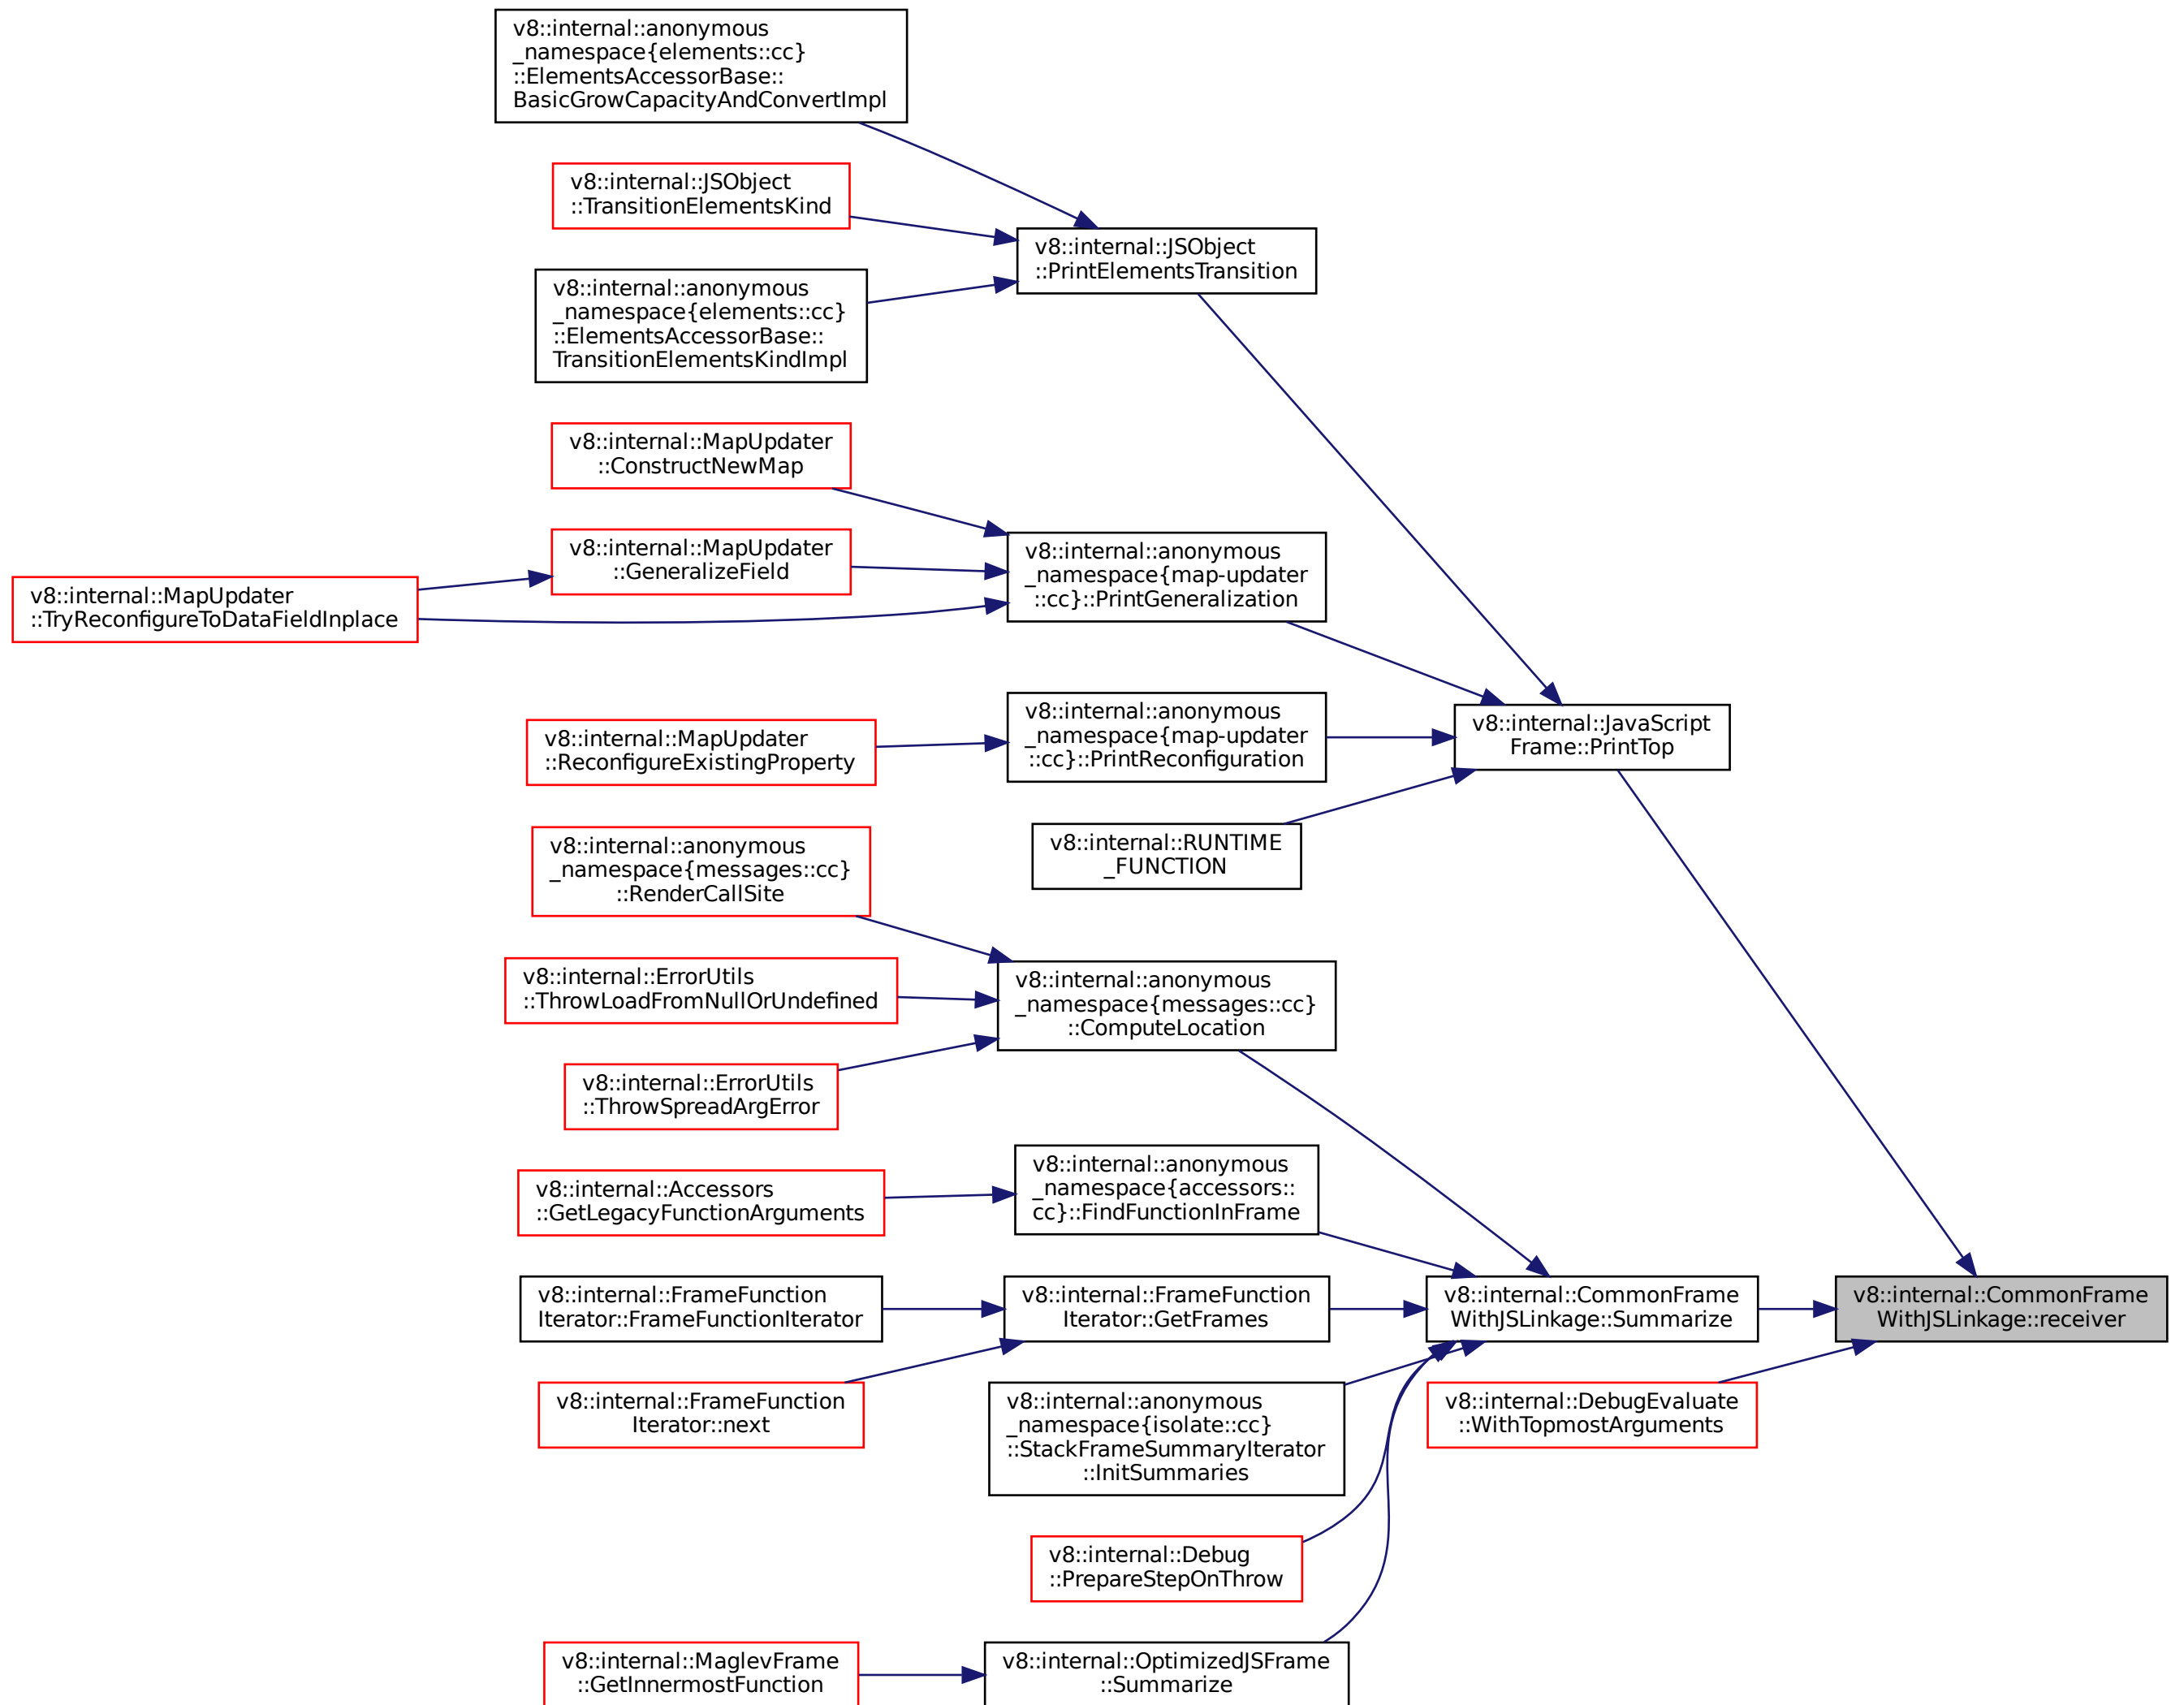 v8::internal::anonymous
_namespace{elements::cc}
::ElementsAccessorBase::
BasicGrowCapacityAndConvertImpl
v8::internal::JSObject
::TransitionElementsKind
v8::internal::JSObject
::PrintElementsTransition
v8::internal::anonymous
_namespace{elements::cc}
::ElementsAccessorBase::
TransitionElementsKindImpl
v8::internal::MapUpdater
::ConstructNewMap
v8::internal::MapUpdater
::GeneralizeField
v8::internal::anonymous
_namespace{map-updater
::cc}::PrintGeneralization
v8::internal::MapUpdater
::TryReconfigureToDataFieldInplace
v8::internal::MapUpdater
::ReconfigureExistingProperty
v8::internal::anonymous
_namespace{map-updater
::cc}::PrintReconfiguration
v8::internal::JavaScript
Frame::PrintTop
v8::internal::RUNTIME
_FUNCTION
v8::internal::anonymous
_namespace{messages::cc}
::RenderCallSite
v8::internal::ErrorUtils
::ThrowLoadFromNullOrUndefined
v8::internal::anonymous
_namespace{messages::cc}
::ComputeLocation
v8::internal::ErrorUtils
::ThrowSpreadArgError
v8::internal::Accessors
::GetLegacyFunctionArguments
v8::internal::anonymous
_namespace{accessors::
cc}::FindFunctionInFrame
v8::internal::FrameFunction
Iterator::FrameFunctionIterator
v8::internal::FrameFunction
Iterator::GetFrames
v8::internal::CommonFrame
WithJSLinkage::Summarize
v8::internal::CommonFrame
WithJSLinkage::receiver
v8::internal::FrameFunction
Iterator::next
v8::internal::anonymous
_namespace{isolate::cc}
::StackFrameSummaryIterator
::InitSummaries
v8::internal::DebugEvaluate
::WithTopmostArguments
v8::internal::Debug
::PrepareStepOnThrow
v8::internal::MaglevFrame
::GetInnermostFunction
v8::internal::OptimizedJSFrame
::Summarize